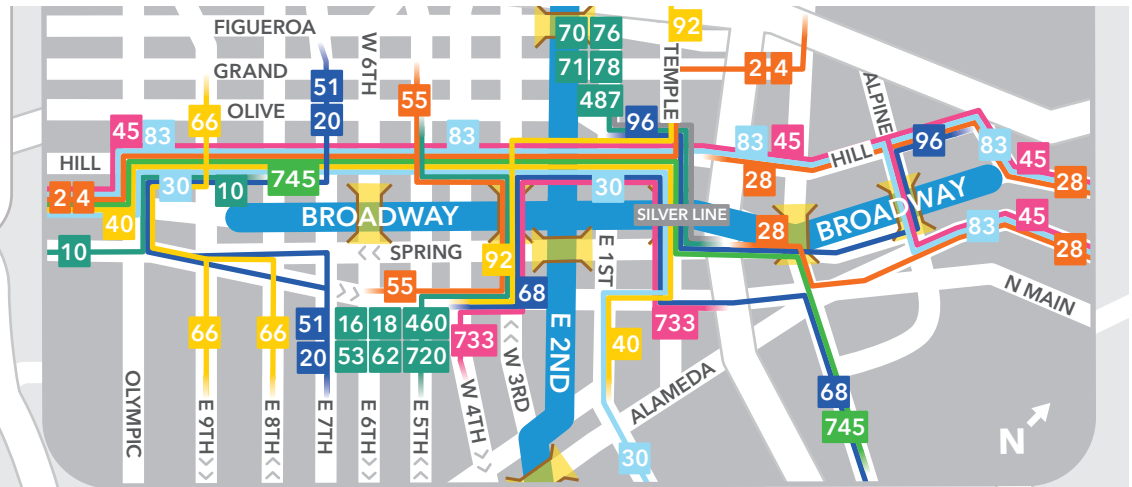 FIGUEROA
GRAND
OLIVE
W 6TH
TEMPLE
ALPINE
70 76
71 78
487
92
2 4
51
20
55
66
45 83
83
96
83 45
28
HILL
96
83
45
28
HILL
2 4
40
30
10
745
30
BROADWAY
SILVER LINE
28
BROADWAY
83
45
28
10
SPRING
92
E 1ST
55
68
N MAIN
66
66
51
20
16 18 460
53 62 720
733
733
40
E 2ND
W 3RD
W 4TH
ALAMEDA
68
745
30
OLYMPIC
E 9TH >>
E 8TH <<
E 7TH
E 6TH >>
E 5TH <<
N